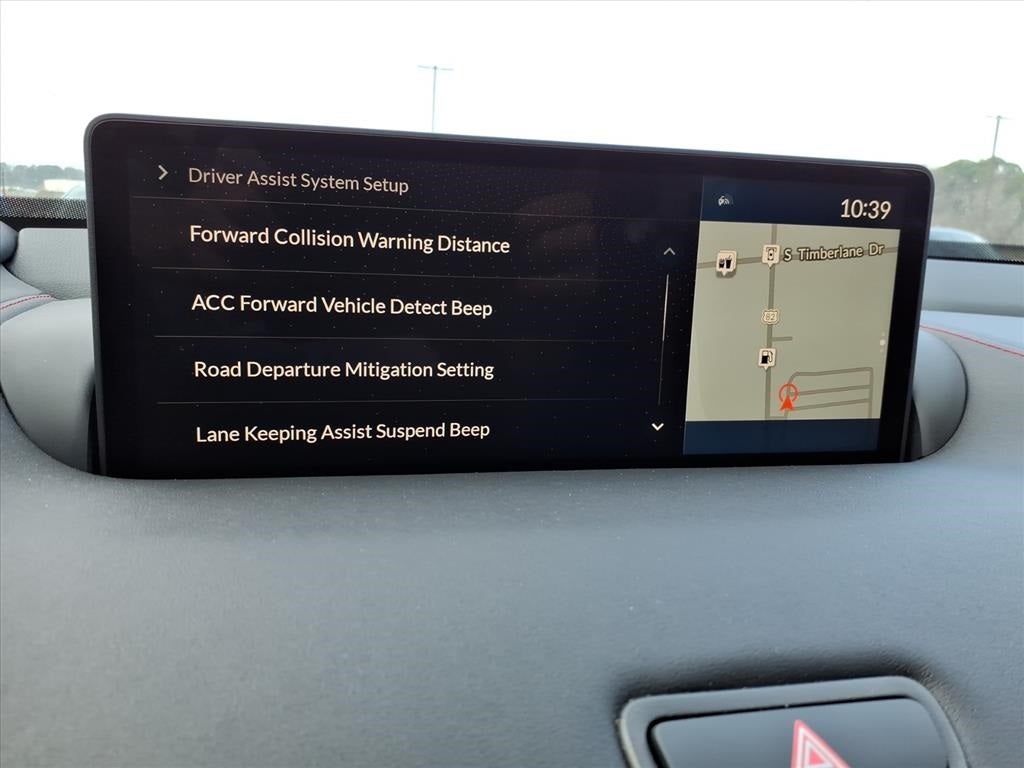 Driver Assist System Setup
10:39
Forward Collision Warning Distance
S Timberlane Dr
ACC Forward Vehicle Detect Beep
82
Road Departure Mitigation Setting
Lane Keeping Assist Suspend Beep